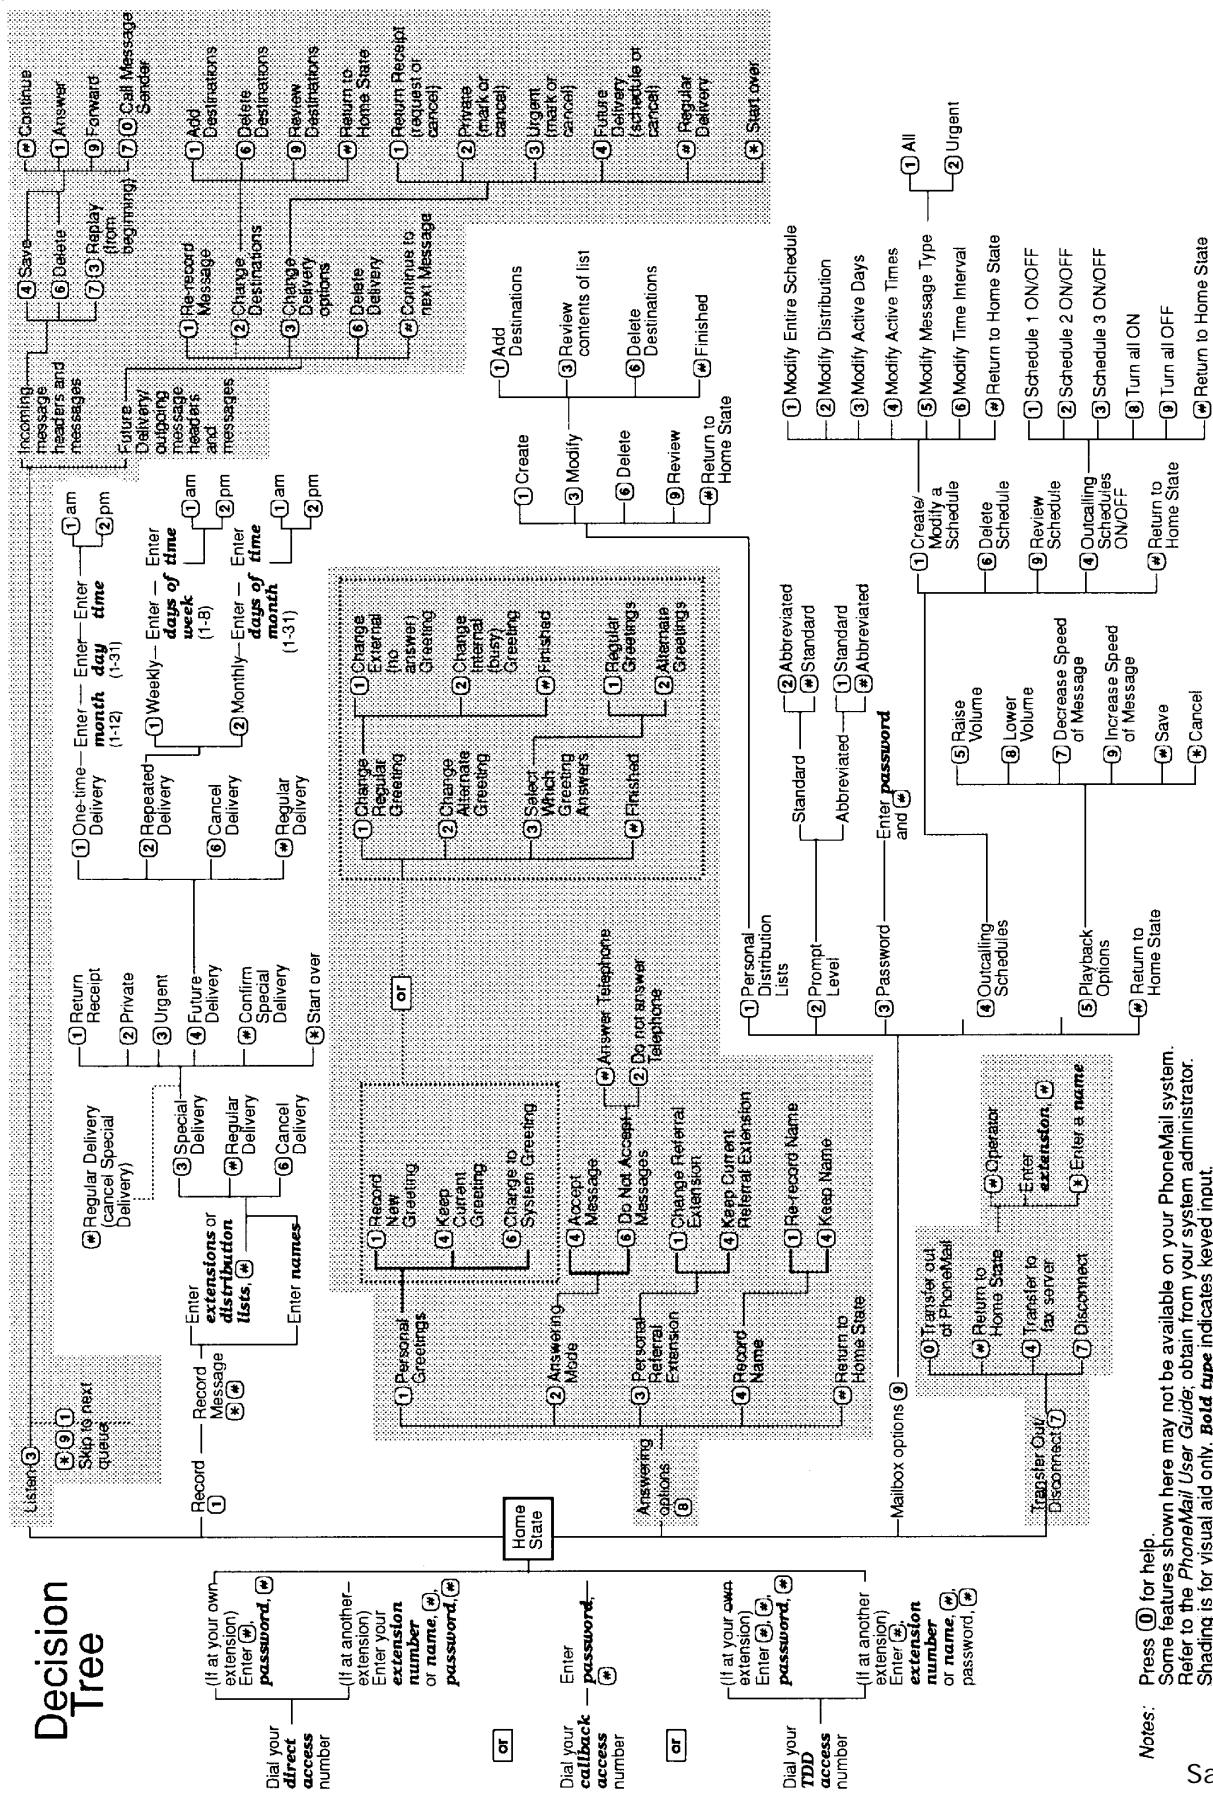 Decision
Tree
Dial your
direct
access
number
(If at your own
extension)
Enter #,
password, #
(If at another
extension)
Enter your
extension
number
or name, #,
password, #
or
Dial your
callback
access
number
Enter
password,
#
or
Dial your
TDD
access
number
(If at your own
extension)
Enter #, #,
password, #
(If at another
extension)
Enter #,
extension
number
or name, #,
password, #
Home
State
Listen 3
* 9 1
Skip to next
queue
Incoming
message
headers and
messages
4 Save
6 Delete
7 3 Replay
(from
beginning)
# Continue
1 Answer
9 Forward
7 0 Call Message
Sender
Future
Delivery/
outgoing
message
headers
and
messages
1 Re-record
Message
2 Change
Destinations
3 Change
Delivery
options
6 Delete
Delivery
# Continue to
next Message
1 Add
Destinations
6 Delete
Destinations
9 Review
Destinations
# Return to
Home State
1 Return Receipt
(request or
cancel)
2 Private
(mark or
cancel)
3 Urgent
(mark or
cancel)
4 Future
Delivery
(schedule or
cancel)
# Regular
Delivery
* Start over
Record
1
Record
Message
* #
Enter
extensions or
distribution
lists, #
Enter names
# Regular Delivery
(cancel Special
Delivery)
3 Special
Delivery
# Regular
Delivery
6 Cancel
Delivery
1 Return
Receipt
2 Private
3 Urgent
4 Future
Delivery
# Confirm
Special
Delivery
* Start over
1 One-time
Delivery
Enter
month
(1-12)
Enter
day
(1-31)
Enter
time
1 am
2 pm
2 Repeated
Delivery
1 Weekly
Enter
days of
week
(1-8)
Enter
time
1 am
2 pm
2 Monthly
Enter
days of
month
(1-31)
Enter
time
1 am
2 pm
6 Cancel
Delivery
# Regular
Delivery
Answering
options
8
1 Personal
Greetings
1 Record
New
Greeting
4 Keep
Current
Greeting
6 Change to
System Greeting
or
1 Change
Regular
Greeting
2 Change
Alternate
Greeting
3 Select
Which
Greeting
Answers
# Finished
1 Change
External
(no
answer)
Greeting
2 Change
Internal
(busy)
Greeting
# Finished
1 Regular
Greetings
2 Alternate
Greetings
2 Answering
Mode
4 Accept
Message
6 Do Not Accept
Messages
# Answer Telephone
2 Do not answer
Telephone
3 Personal
Referral
Extension
1 Change Referral
Extension
4 Keep Current
Referral Extension
4 Record
Name
1 Re-record Name
4 Keep Name
# Return to
Home State
Mailbox options 9
1 Personal
Distribution
Lists
1 Create
3 Modify
6 Delete
9 Review
# Return to
Home State
1 Add
Destinations
3 Review
contents of list
6 Delete
Destinations
# Finished
2 Prompt
Level
Standard
2 Abbreviated
# Standard
Abbreviated
1 Standard
# Abbreviated
3 Password
Enter password
and #
4 Outcalling
Schedules
1 Create/
Modify a
Schedule
6 Delete
Schedule
9 Review
Schedule
4 Outcalling
Schedules
ON/OFF
# Return to
Home State
1 Modify Entire Schedule
2 Modify Distribution
3 Modify Active Days
4 Modify Active Times
5 Modify Message Type
6 Modify Time Interval
# Return to Home State
1 All
2 Urgent
1 Schedule 1 ON/OFF
2 Schedule 2 ON/OFF
3 Schedule 3 ON/OFF
8 Turn all ON
9 Turn all OFF
# Return to Home State
5 Playback
Options
5 Raise
Volume
8 Lower
Volume
7 Decrease Speed
of Message
9 Increase Speed
of Message
# Save
* Cancel
# Return to
Home State
Transfer Out/
Disconnect 7
0 Transfer out
of PhoneMail
# Return to
Home State
4 Transfer to
fax server
7 Disconnect
# Operator
Enter
extension, #
* Enter a name
Notes:
Press 0 for help.
Some features shown here may not be available on your PhoneMail system.
Refer to the PhoneMail User Guide; obtain from your system administrator.
Shading is for visual aid only. Bold type indicates keyed input.
Sa